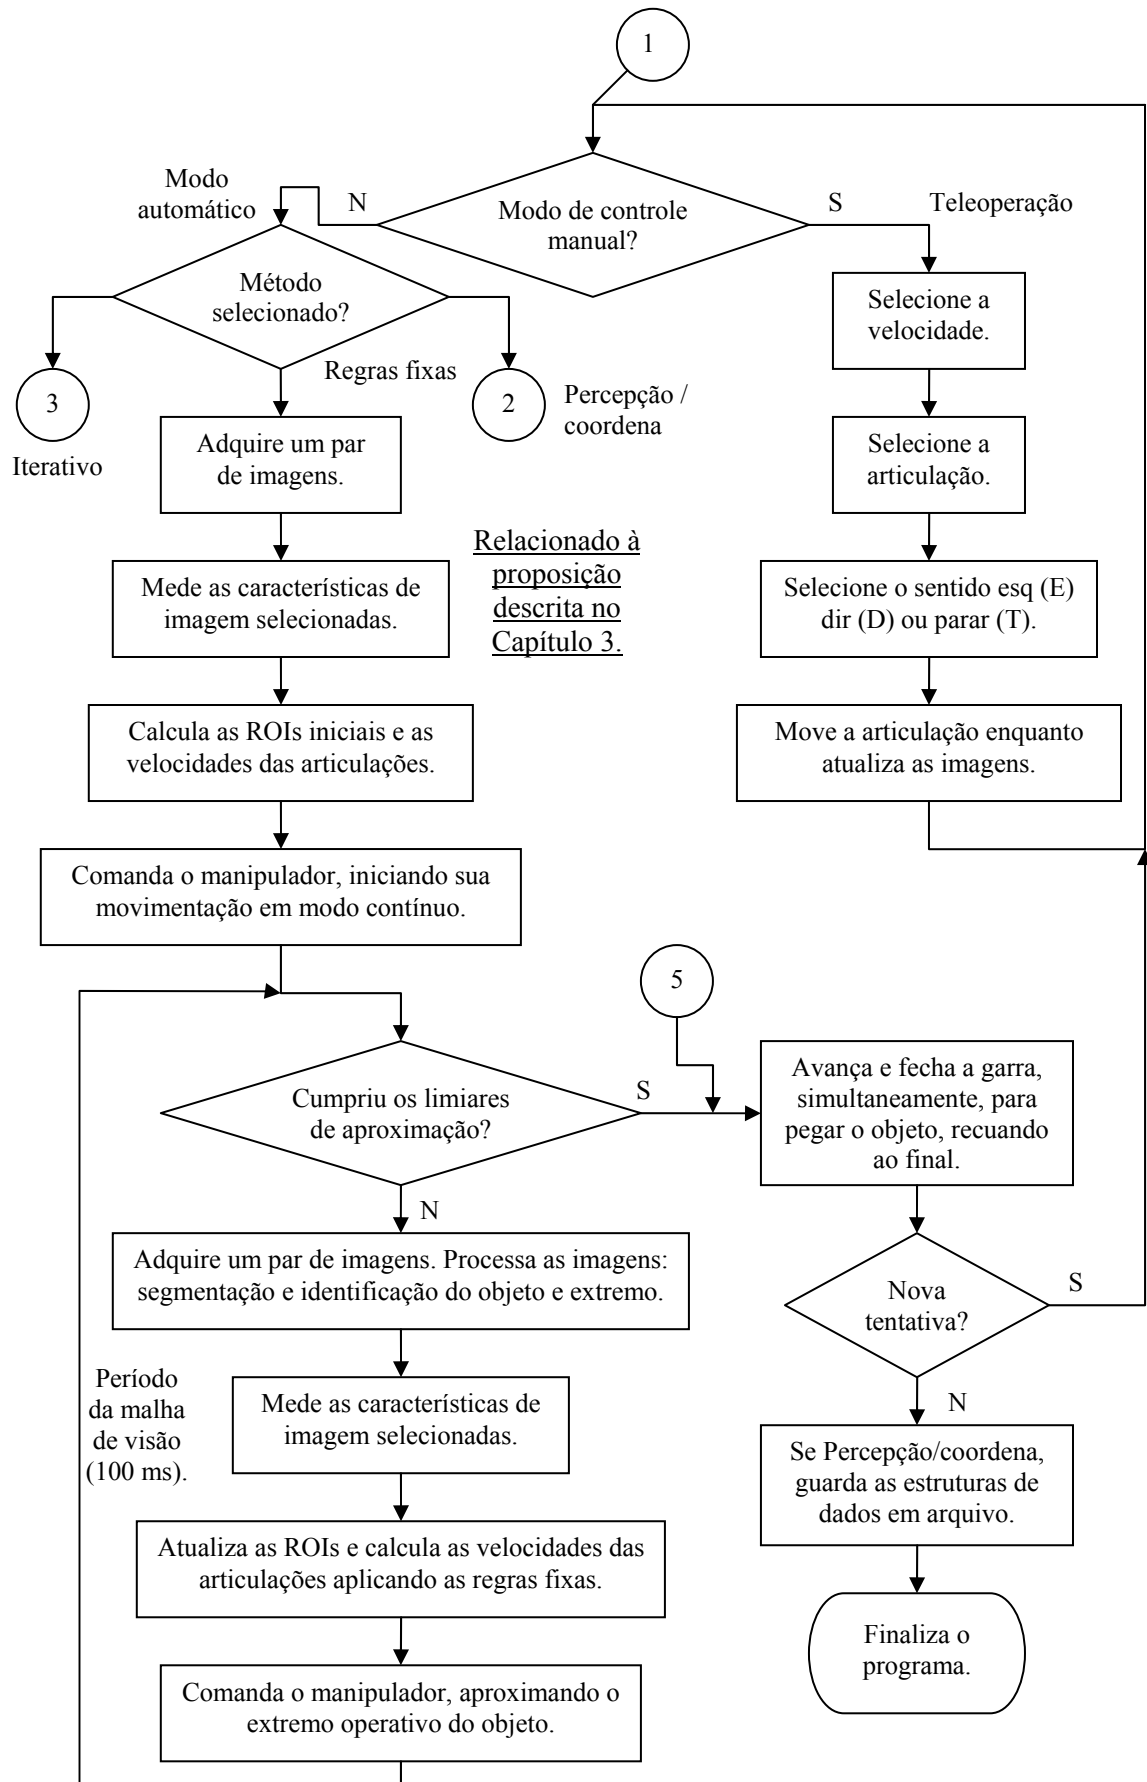 1
Modo
automático
N
Modo de controle
manual?
S
Teleoperação
Método
selecionado?
Selecione a
velocidade.
3
Iterativo
Regras fixas
2
Percepção /
coordena
Adquire um par
de imagens.
Selecione a
articulação.
Relacionado à
proposição
descrita no
Capítulo 3.
Mede as características de
imagem selecionadas.
Selecione o sentido esq (E)
dir (D) ou parar (T).
Calcula as ROIs iniciais e as
velocidades das articulações.
Move a articulação enquanto
atualiza as imagens.
Comanda o manipulador, iniciando sua
movimentação em modo contínuo.
5
Cumpriu os limiares
de aproximação?
S
Avança e fecha a garra,
simultaneamente, para
pegar o objeto, recuando
ao final.
N
Adquire um par de imagens. Processa as imagens:
segmentação e identificação do objeto e extremo.
Nova
tentativa?
S
Período
da malha
de visão
(100 ms).
Mede as características de
imagem selecionadas.
N
Se Percepção/coordena,
guarda as estruturas de
dados em arquivo.
Atualiza as ROIs e calcula as velocidades das
articulações aplicando as regras fixas.
Finaliza o
programa.
Comanda o manipulador, aproximando o
extremo operativo do objeto.